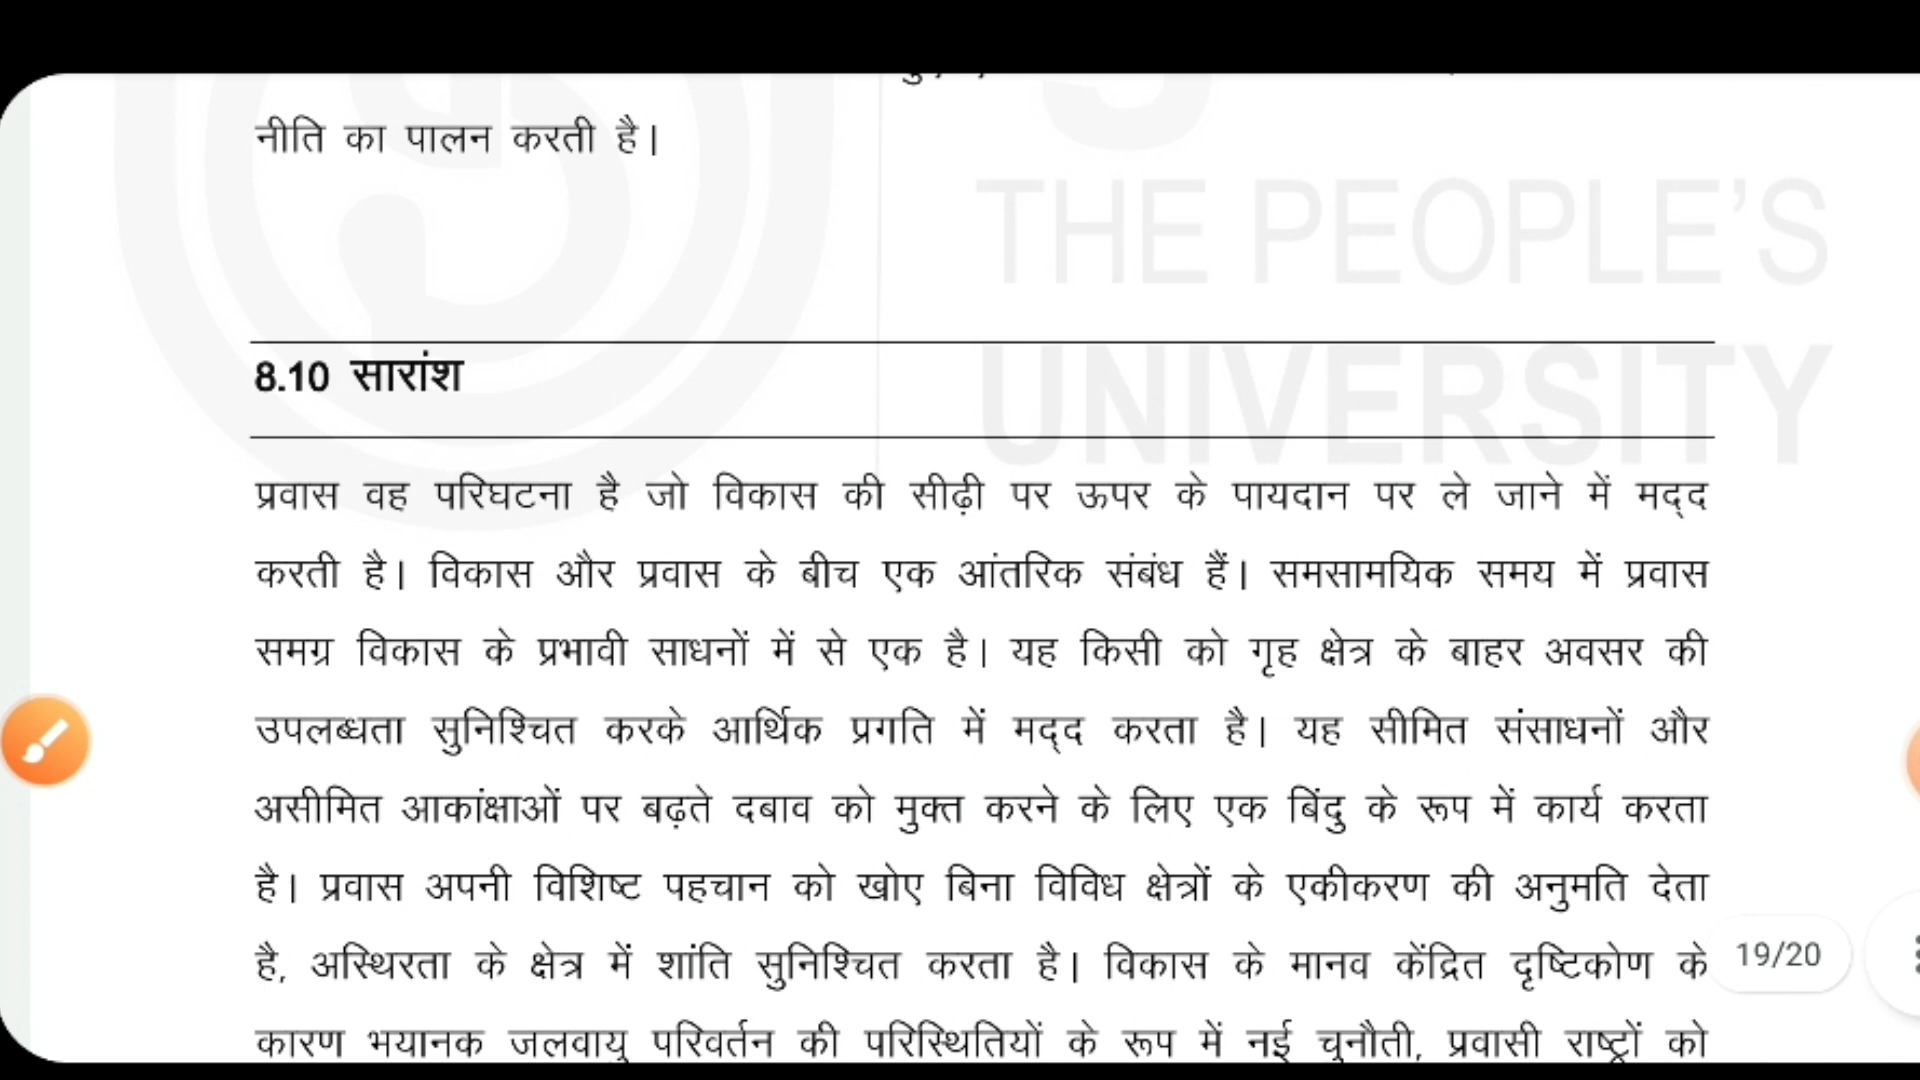 नीति का पालन करती है।
THE PEOPLE'S
UNIVERSITY
8.10 सारांश
प्रवास वह परिघटना है जो विकास की सीढ़ी पर ऊपर के पायदान पर ले जाने में मद्द
करती है। विकास और प्रवास के बीच एक आंतरिक संबंध हैं। समसामयिक समय में प्रवास
समग्र विकास के प्रभावी साधनों में से एक है। यह किसी को गृह क्षेत्र के बाहर अवसर की
उपलब्धता सुनिश्चित करके आर्थिक प्रगति में मद्द करता है। यह सीमित संसाधनों और
असीमित आकांक्षाओं पर बढ़ते दबाव को मुक्त करने के लिए एक बिंदु के रूप में कार्य करता
है। प्रवास अपनी विशिष्ट पहचान को खोए बिना विविध क्षेत्रों के एकीकरण की अनुमति देता
है, अस्थिरता के क्षेत्र में शांति सुनिश्चित करता है। विकास के मानव केंद्रित दृष्टिकोण के
19/20
कारण भयानक जलवायु परिवर्तन की परिस्थितियों के रूप में नई चुनौती, प्रवासी राष्ट्रों को